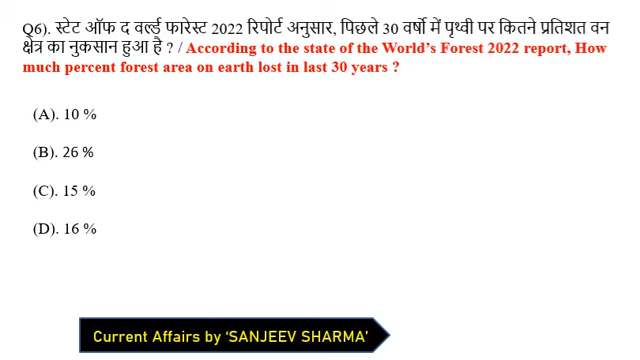 Q6). स्टेट ऑफ द वर्ल्ड फारेस्ट 2022 रिपोर्ट अनुसार, पिछले 30 वर्षो में पृथ्वी पर कितने प्रतिशत वन
क्षेत्र का नुकसान हुआ है ? / According to the state of the World’s Forest 2022 report, How
much percent forest area on earth lost in last 30 years ?
(A). 10 %
(B). 26 %
(C). 15 %
(D). 16 %
Current Affairs by ‘SANJEEV SHARMA’